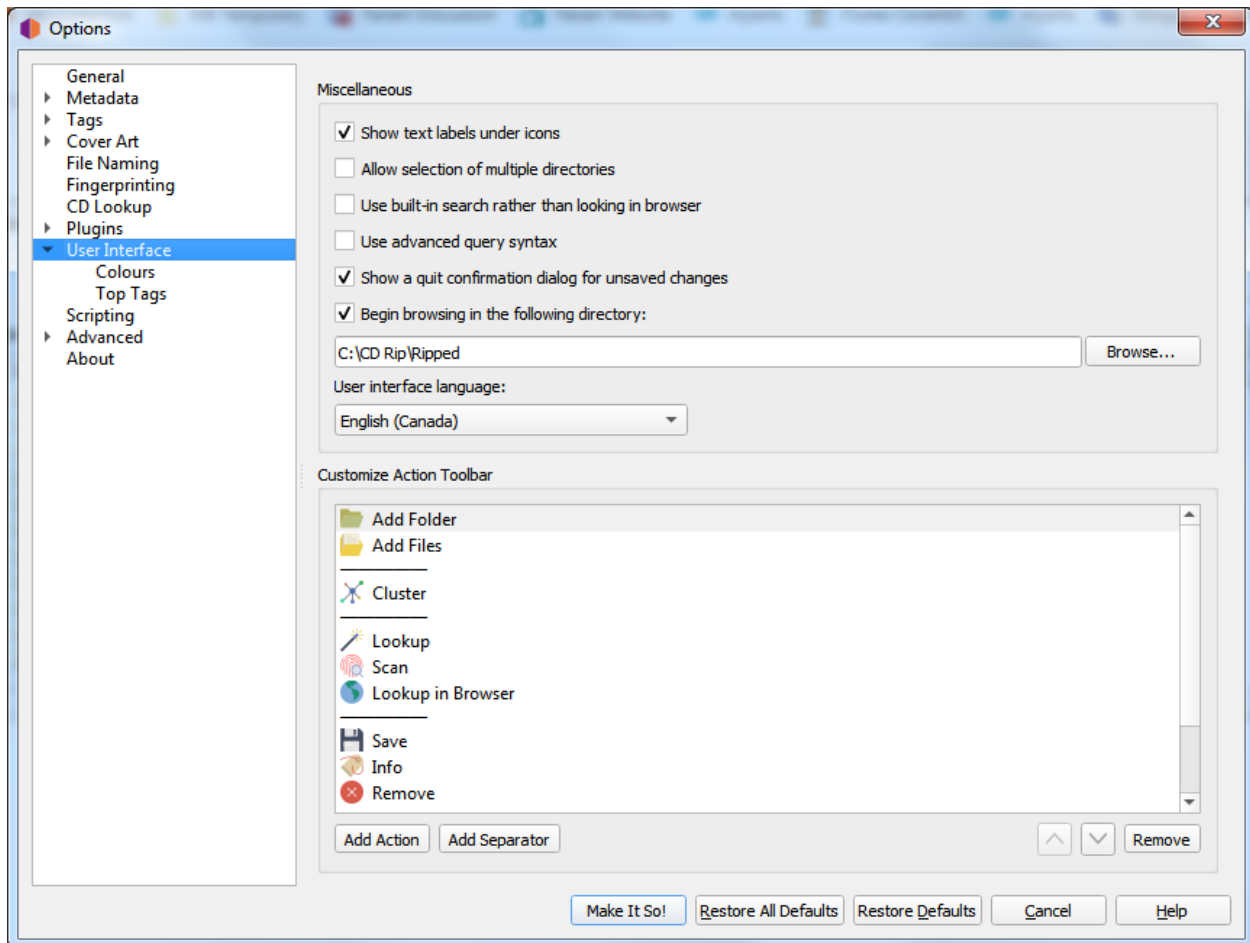 Options
General
Metadata
Tags
Cover Art
File Naming
Fingerprinting
CD Lookup
Plugins
User Interface
Colours
Top Tags
Scripting
Advanced
About
Miscellaneous
Show text labels under icons
Allow selection of multiple directories
Use built-in search rather than looking in browser
Use advanced query syntax
Show a quit confirmation dialog for unsaved changes
Begin browsing in the following directory:
C:\CD Rip\Ripped
Browse...
User interface language:
English (Canada)
Customize Action Toolbar
Add Folder
Add Files
Cluster
Lookup
Scan
Lookup in Browser
Save
Info
Remove
Add Action Add Separator Remove
Make It So! Restore All Defaults Restore Defaults Cancel Help